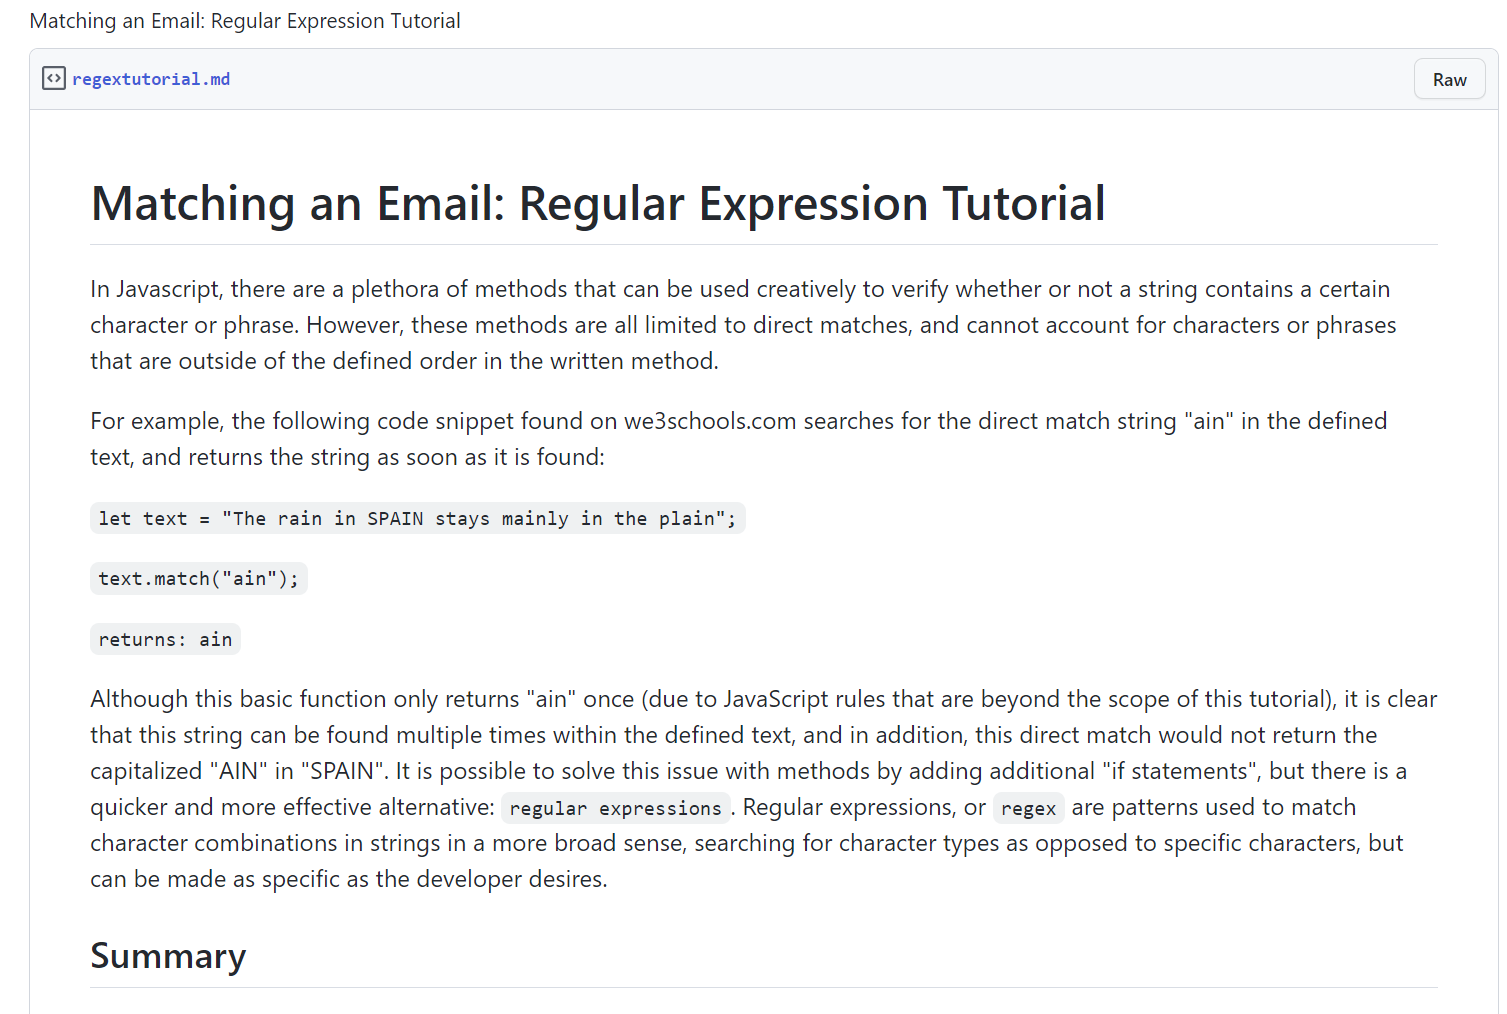 Matching an Email: Regular Expression Tutorial
regextutorial.md
Raw
Matching an Email: Regular Expression Tutorial
In Javascript, there are a plethora of methods that can be used creatively to verify whether or not a string contains a certain
character or phrase. However, these methods are all limited to direct matches, and cannot account for characters or phrases
that are outside of the defined order in the written method.
For example, the following code snippet found on we3schools.com searches for the direct match string "ain" in the defined
text, and returns the string as soon as it is found:
let text = "The rain in SPAIN stays mainly in the plain";
text.match("ain");
returns: ain
Although this basic function only returns "ain" once (due to JavaScript rules that are beyond the scope of this tutorial), it is clear
that this string can be found multiple times within the defined text, and in addition, this direct match would not return the
capitalized "AIN" in "SPAIN". It is possible to solve this issue with methods by adding additional "if statements", but there is a
quicker and more effective alternative: regular expressions. Regular expressions, or regex are patterns used to match
character combinations in strings in a more broad sense, searching for character types as opposed to specific characters, but
can be made as specific as the developer desires.
Summary